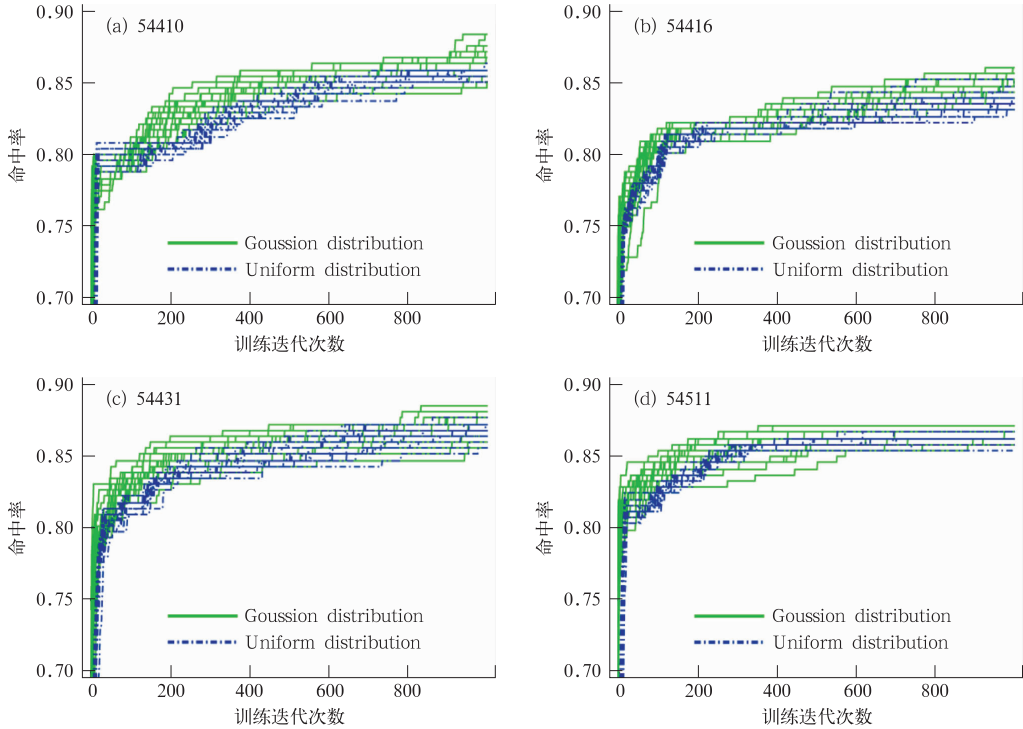 (a) 54410
0.90
0.85
0.80
0.75
0.70
命中率
Goussion distribution
Uniform distribution
0 200 400 600 800
训练迭代次数
(b) 54416
0.90
0.85
0.80
0.75
0.70
命中率
Goussion distribution
Uniform distribution
0 200 400 600 800
训练迭代次数
(c) 54431
0.90
0.85
0.80
0.75
0.70
命中率
Goussion distribution
Uniform distribution
0 200 400 600 800
训练迭代次数
(d) 54511
0.90
0.85
0.80
0.75
0.70
命中率
Goussion distribution
Uniform distribution
0 200 400 600 800
训练迭代次数